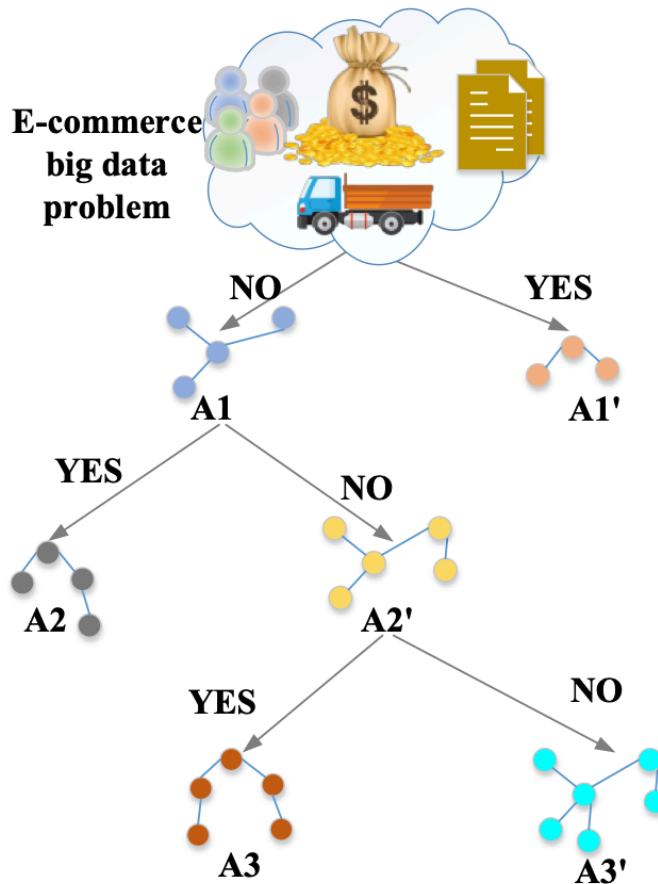 E-commerce
big data
problem
$
NO
YES
A1
A1'
YES
NO
A2
A2'
YES
NO
A3
A3'